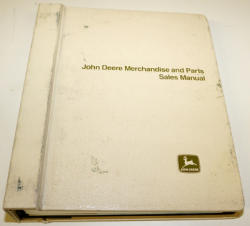 John Deere Merchandise and Parts
Sales Manual
JOHN DEERE